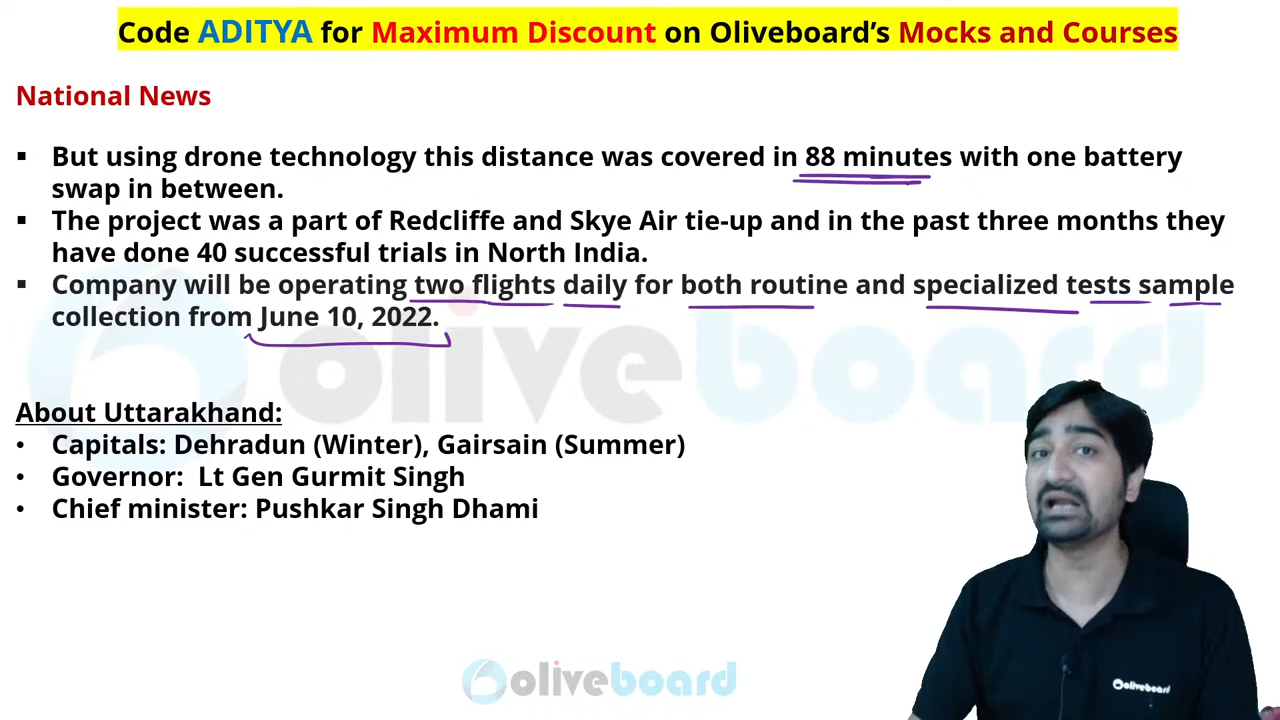 Code ADITYA for Maximum Discount on Oliveboard’s Mocks and Courses
National News
▪ But using drone technology this distance was covered in 88 minutes with one battery
swap in between.
▪ The project was a part of Redcliffe and Skye Air tie-up and in the past three months they
have done 40 successful trials in North India.
▪ Company will be operating two flights daily for both routine and specialized tests sample
collection from June 10, 2022.
oliveboard
About Uttarakhand:
• Capitals: Dehradun (Winter), Gairsain (Summer)
• Governor:  Lt Gen Gurmit Singh
• Chief minister: Pushkar Singh Dhami
oliveboard
oliveboard